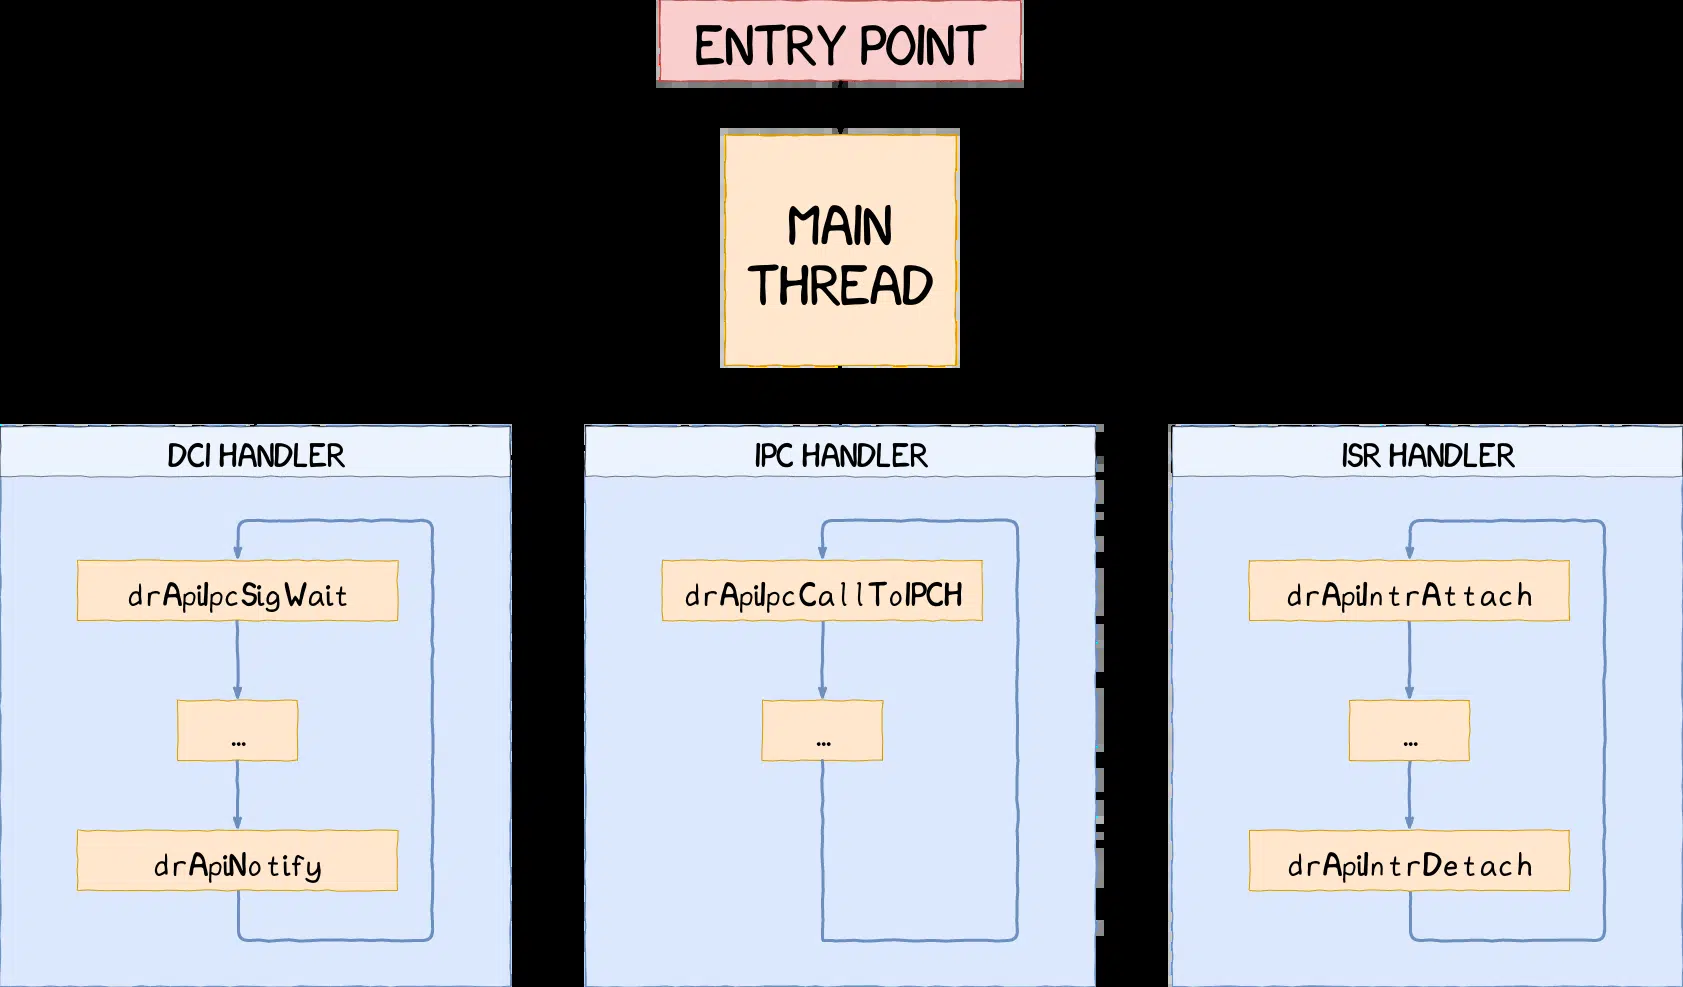 ENTRY POINT
MAIN
THREAD
DCI HANDLER
IPC HANDLER
ISR HANDLER
drApiIpcSigWait
drApiIpcCallToIPCH
drApiIntrAttach
...
...
...
drApiNotify
drApiIntrDetach